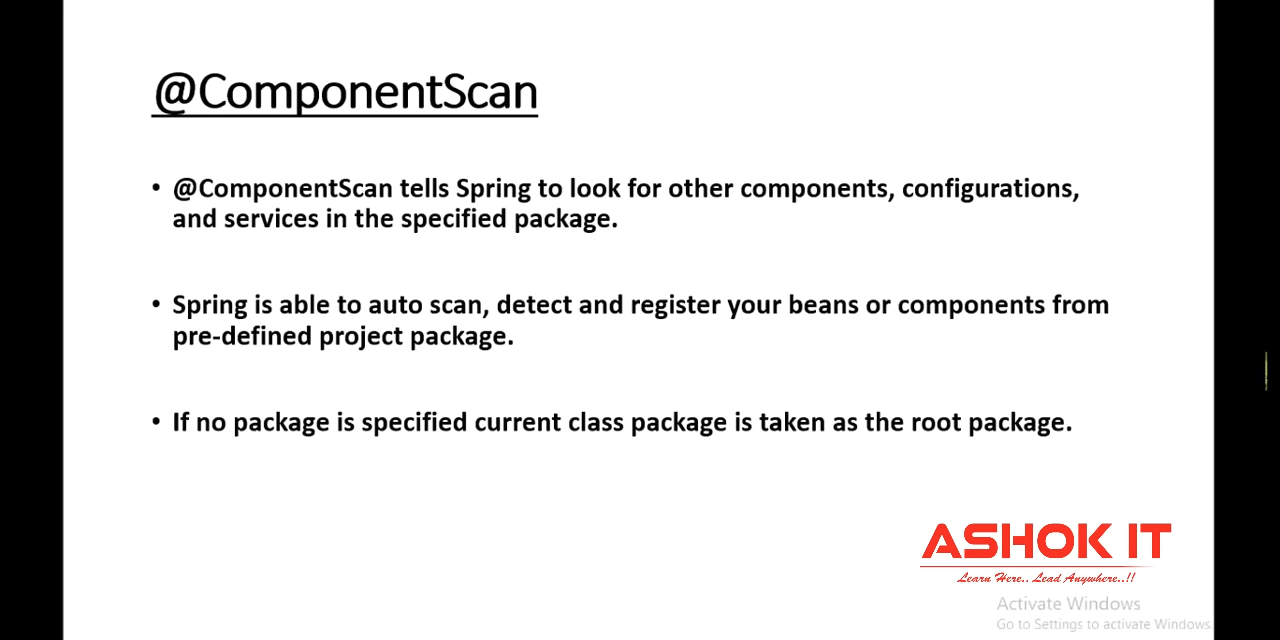 @ComponentScan
• @ComponentScan tells Spring to look for other components, configurations,
and services in the specified package.
• Spring is able to auto scan, detect and register your beans or components from
pre-defined project package.
• If no package is specified current class package is taken as the root package.
ASHOK IT
Learn Here.. Lead Anywhere..!!
Activate Windows
Go to Settings to activate Windows.